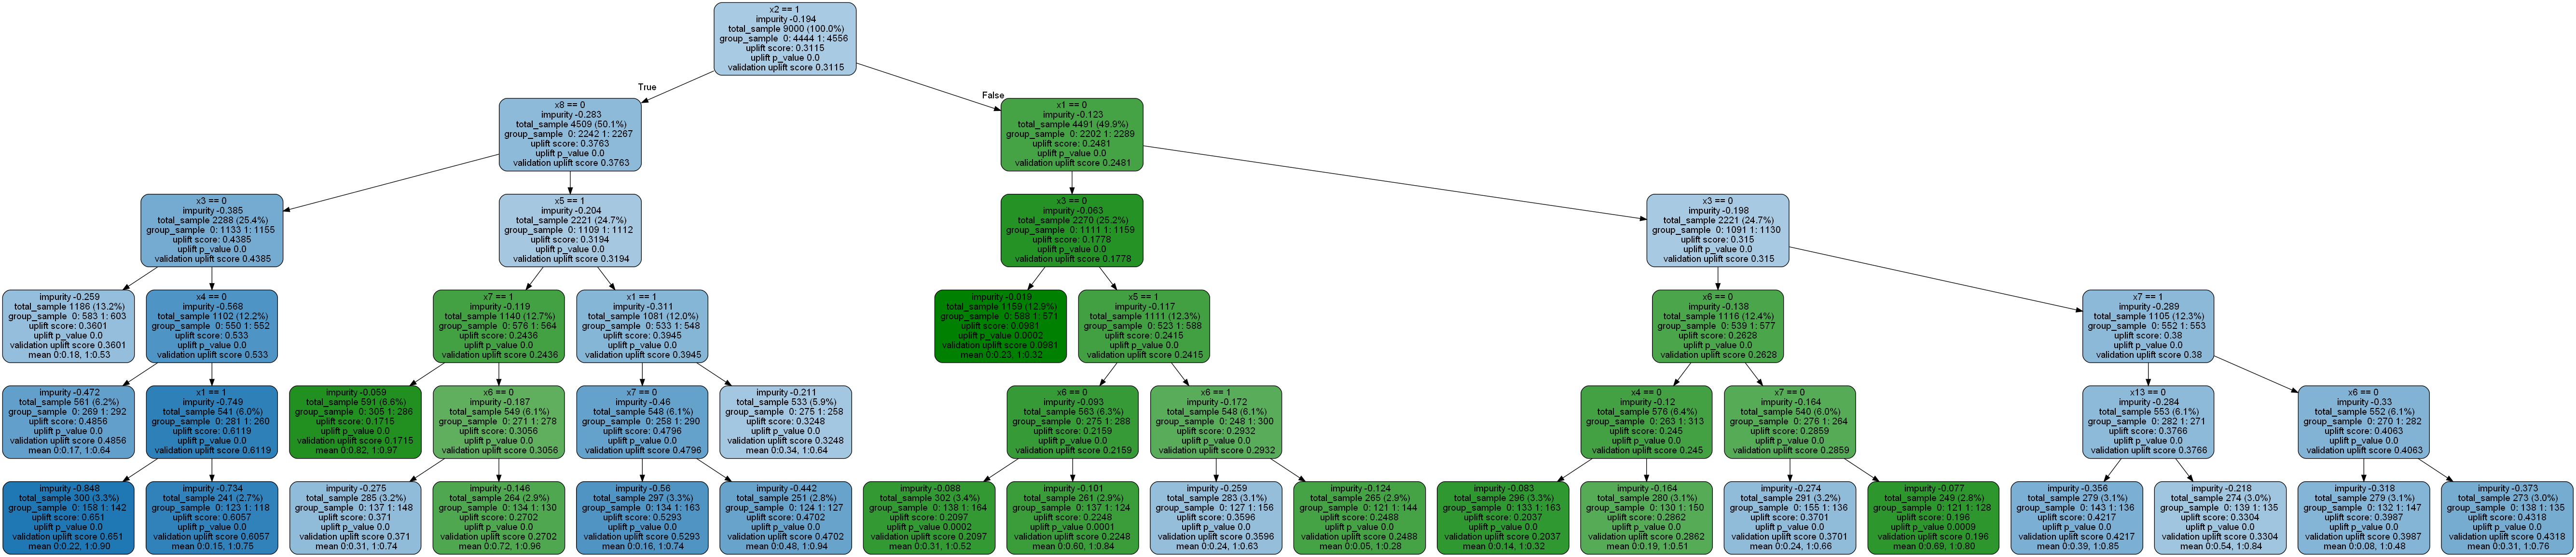 x2 == 1
impurity -0.194
total_sample 9000 (100.0%)
group_sample 0: 4444 1: 4556
uplift score: 0.3115
uplift p_value 0.0
validation uplift score 0.3115
True
False
x8 == 0
impurity -0.283
total_sample 4509 (50.1%)
group_sample 0: 2242 1: 2267
uplift score: 0.3763
uplift p_value 0.0
validation uplift score 0.3763
x1 == 0
impurity -0.123
total_sample 4491 (49.9%)
group_sample 0: 2202 1: 2289
uplift score: 0.2481
uplift p_value 0.0
validation uplift score 0.2481
x3 == 0
impurity -0.385
total_sample 2288 (25.4%)
group_sample 0: 1133 1: 1155
uplift score: 0.4385
uplift p_value 0.0
validation uplift score 0.4385
x5 == 1
impurity -0.204
total_sample 2221 (24.7%)
group_sample 0: 1109 1: 1112
uplift score: 0.3194
uplift p_value 0.0
validation uplift score 0.3194
x3 == 0
impurity -0.063
total_sample 2270 (25.2%)
group_sample 0: 1111 1: 1159
uplift score: 0.1778
uplift p_value 0.0
validation uplift score 0.1778
x3 == 0
impurity -0.198
total_sample 2221 (24.7%)
group_sample 0: 1091 1: 1130
uplift score: 0.315
uplift p_value 0.0
validation uplift score 0.315
impurity -0.259
total_sample 1186 (13.2%)
group_sample 0: 583 1: 603
uplift score: 0.3601
uplift p_value 0.0
validation uplift score 0.3601
mean 0:0.18, 1:0.53
x4 == 0
impurity -0.568
total_sample 1102 (12.2%)
group_sample 0: 550 1: 552
uplift score: 0.533
uplift p_value 0.0
validation uplift score 0.533
x7 == 1
impurity -0.119
total_sample 1140 (12.7%)
group_sample 0: 576 1: 564
uplift score: 0.2436
uplift p_value 0.0
validation uplift score 0.2436
x1 == 1
impurity -0.311
total_sample 1081 (12.0%)
group_sample 0: 533 1: 548
uplift score: 0.3945
uplift p_value 0.0
validation uplift score 0.3945
impurity -0.019
total_sample 1159 (12.9%)
group_sample 0: 588 1: 571
uplift score: 0.0981
uplift p_value 0.0002
validation uplift score 0.0981
mean 0:0.23, 1:0.32
x5 == 1
impurity -0.117
total_sample 1111 (12.3%)
group_sample 0: 523 1: 588
uplift score: 0.2415
uplift p_value 0.0
validation uplift score 0.2415
x6 == 0
impurity -0.138
total_sample 1116 (12.4%)
group_sample 0: 539 1: 577
uplift score: 0.2628
uplift p_value 0.0
validation uplift score 0.2628
x7 == 1
impurity -0.289
total_sample 1105 (12.3%)
group_sample 0: 552 1: 553
uplift score: 0.38
uplift p_value 0.0
validation uplift score 0.38
impurity -0.472
total_sample 561 (6.2%)
group_sample 0: 269 1: 292
uplift score: 0.4856
uplift p_value 0.0
validation uplift score 0.4856
mean 0:0.17, 1:0.64
x1 == 1
impurity -0.749
total_sample 541 (6.0%)
group_sample 0: 281 1: 260
uplift score: 0.6119
uplift p_value 0.0
validation uplift score 0.6119
impurity -0.059
total_sample 591 (6.6%)
group_sample 0: 305 1: 286
uplift score: 0.1715
uplift p_value 0.0
validation uplift score 0.1715
mean 0:0.82, 1:0.97
x6 == 0
impurity -0.187
total_sample 549 (6.1%)
group_sample 0: 271 1: 278
uplift score: 0.3056
uplift p_value 0.0
validation uplift score 0.3056
x7 == 0
impurity -0.46
total_sample 548 (6.1%)
group_sample 0: 258 1: 290
uplift score: 0.4796
uplift p_value 0.0
validation uplift score 0.4796
impurity -0.211
total_sample 533 (5.9%)
group_sample 0: 275 1: 258
uplift score: 0.3248
uplift p_value 0.0
validation uplift score 0.3248
mean 0:0.34, 1:0.64
x6 == 0
impurity -0.093
total_sample 563 (6.3%)
group_sample 0: 275 1: 288
uplift score: 0.2159
uplift p_value 0.0
validation uplift score 0.2159
x6 == 1
impurity -0.172
total_sample 548 (6.1%)
group_sample 0: 248 1: 300
uplift score: 0.2932
uplift p_value 0.0
validation uplift score 0.2932
x4 == 0
impurity -0.12
total_sample 576 (6.4%)
group_sample 0: 263 1: 313
uplift score: 0.245
uplift p_value 0.0
validation uplift score 0.245
x7 == 0
impurity -0.164
total_sample 540 (6.0%)
group_sample 0: 276 1: 264
uplift score: 0.2859
uplift p_value 0.0
validation uplift score 0.2859
x13 == 0
impurity -0.284
total_sample 553 (6.1%)
group_sample 0: 282 1: 271
uplift score: 0.3766
uplift p_value 0.0
validation uplift score 0.3766
x6 == 0
impurity -0.33
total_sample 552 (6.1%)
group_sample 0: 270 1: 282
uplift score: 0.4063
uplift p_value 0.0
validation uplift score 0.4063
impurity -0.848
total_sample 300 (3.3%)
group_sample 0: 158 1: 142
uplift score: 0.651
uplift p_value 0.0
validation uplift score 0.651
mean 0:0.22, 1:0.90
impurity -0.734
total_sample 241 (2.7%)
group_sample 0: 123 1: 118
uplift score: 0.6057
uplift p_value 0.0
validation uplift score 0.6057
mean 0:0.15, 1:0.75
impurity -0.275
total_sample 285 (3.2%)
group_sample 0: 137 1: 148
uplift score: 0.371
uplift p_value 0.0
validation uplift score 0.371
mean 0:0.31, 1:0.74
impurity -0.146
total_sample 264 (2.9%)
group_sample 0: 134 1: 130
uplift score: 0.2702
uplift p_value 0.0
validation uplift score 0.2702
mean 0:0.72, 1:0.96
impurity -0.56
total_sample 297 (3.3%)
group_sample 0: 134 1: 163
uplift score: 0.5293
uplift p_value 0.0
validation uplift score 0.5293
mean 0:0.16, 1:0.74
impurity -0.442
total_sample 251 (2.8%)
group_sample 0: 124 1: 127
uplift score: 0.4702
uplift p_value 0.0
validation uplift score 0.4702
mean 0:0.48, 1:0.94
impurity -0.088
total_sample 302 (3.4%)
group_sample 0: 138 1: 164
uplift score: 0.2097
uplift p_value 0.0002
validation uplift score 0.2097
mean 0:0.31, 1:0.52
impurity -0.101
total_sample 261 (2.9%)
group_sample 0: 137 1: 124
uplift score: 0.2248
uplift p_value 0.0001
validation uplift score 0.2248
mean 0:0.60, 1:0.84
impurity -0.259
total_sample 283 (3.1%)
group_sample 0: 127 1: 156
uplift score: 0.3596
uplift p_value 0.0
validation uplift score 0.3596
mean 0:0.24, 1:0.63
impurity -0.124
total_sample 265 (2.9%)
group_sample 0: 121 1: 144
uplift score: 0.2488
uplift p_value 0.0
validation uplift score 0.2488
mean 0:0.05, 1:0.28
impurity -0.083
total_sample 296 (3.3%)
group_sample 0: 133 1: 163
uplift score: 0.2037
uplift p_value 0.0
validation uplift score 0.2037
mean 0:0.14, 1:0.32
impurity -0.164
total_sample 280 (3.1%)
group_sample 0: 130 1: 150
uplift score: 0.2862
uplift p_value 0.0
validation uplift score 0.2862
mean 0:0.19, 1:0.51
impurity -0.274
total_sample 291 (3.2%)
group_sample 0: 155 1: 136
uplift score: 0.3701
uplift p_value 0.0
validation uplift score 0.3701
mean 0:0.24, 1:0.66
impurity -0.077
total_sample 249 (2.8%)
group_sample 0: 121 1: 128
uplift score: 0.196
uplift p_value 0.0009
validation uplift score 0.196
mean 0:0.69, 1:0.80
impurity -0.356
total_sample 279 (3.1%)
group_sample 0: 143 1: 136
uplift score: 0.4217
uplift p_value 0.0
validation uplift score 0.4217
mean 0:0.39, 1:0.85
impurity -0.218
total_sample 274 (3.0%)
group_sample 0: 139 1: 135
uplift score: 0.3304
uplift p_value 0.0
validation uplift score 0.3304
mean 0:0.54, 1:0.84
impurity -0.318
total_sample 279 (3.1%)
group_sample 0: 132 1: 147
uplift score: 0.3987
uplift p_value 0.0
validation uplift score 0.3987
mean 0:0.08, 1:0.48
impurity -0.373
total_sample 273 (3.0%)
group_sample 0: 138 1: 135
uplift score: 0.4318
uplift p_value 0.0
validation uplift score 0.4318
mean 0:0.31, 1:0.76